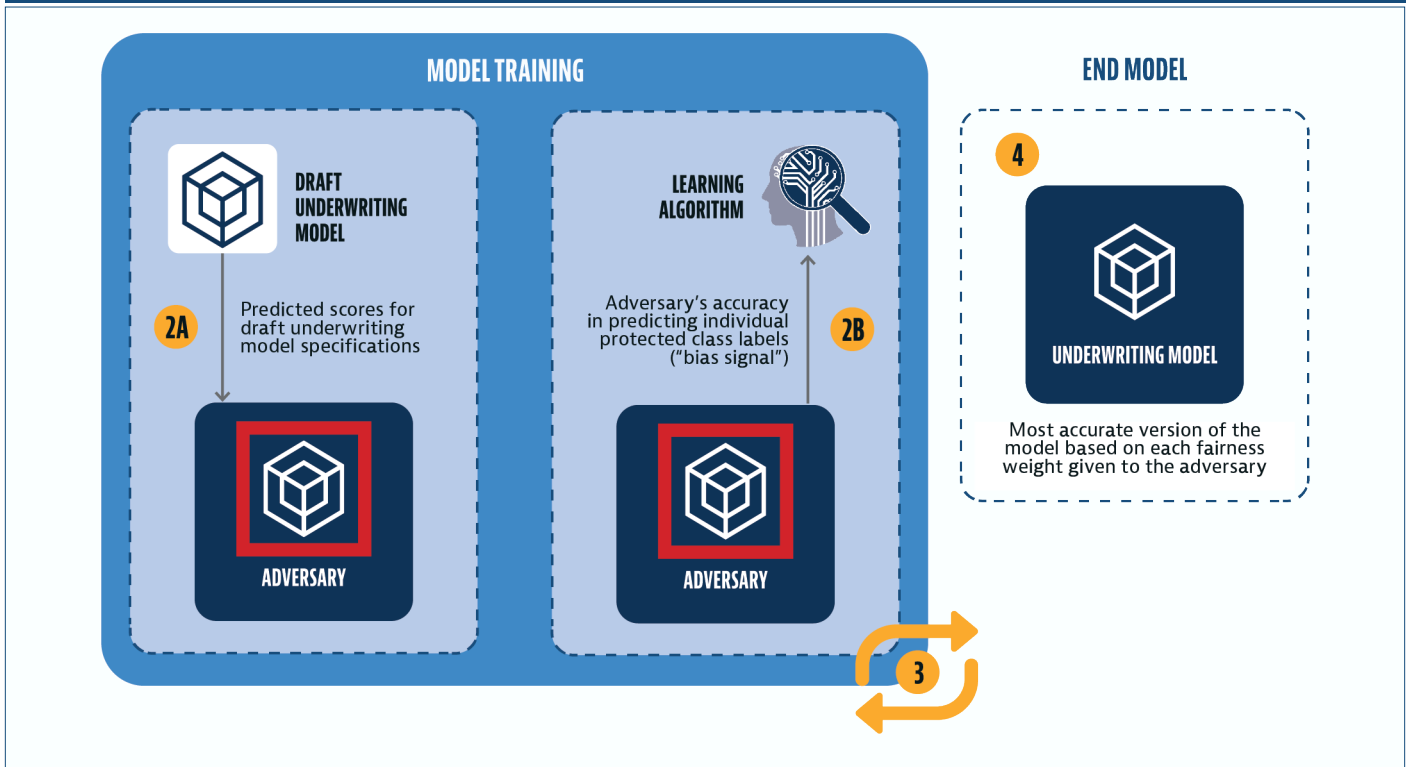 MODEL TRAINING
DRAFT
UNDERWRITING
MODEL
2A
Predicted scores for
draft underwriting
model specifications
ADVERSARY
LEARNING
ALGORITHM
Adversary's accuracy
in predicting individual
protected class labels
("bias signal")
2B
ADVERSARY
3
END MODEL
4
UNDERWRITING MODEL
Most accurate version of the
model based on each fairness
weight given to the adversary